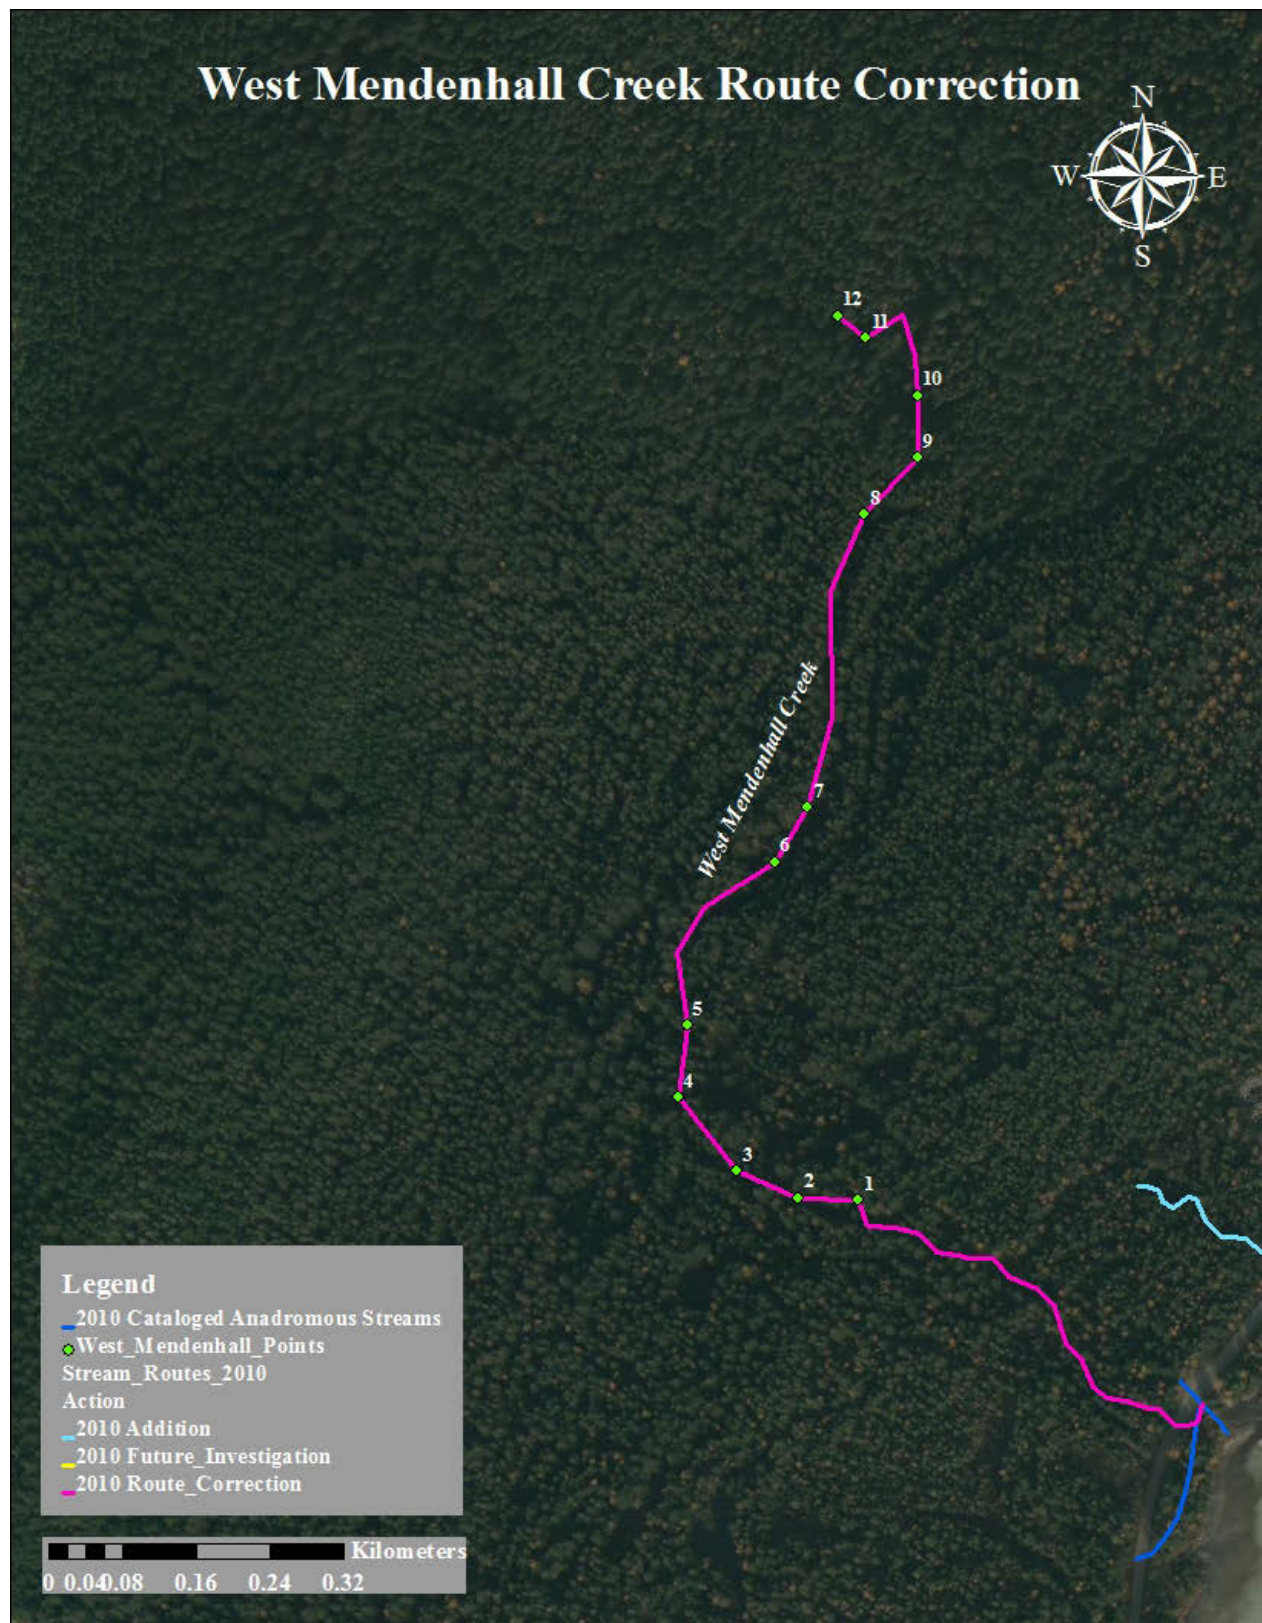 West Mendenhall Creek Route Correction
N
W E
S
12
11
10
9
8
West Mendenhall Creek
7
6
5
4
3
2
1
Legend
2010 Cataloged Anadromous Streams
West_Mendenhall_Points
Stream_Routes_2010
Action
2010 Addition
2010 Future_Investigation
2010 Route_Correction
Kilometers
0 0.04 0.08 0.16 0.24 0.32